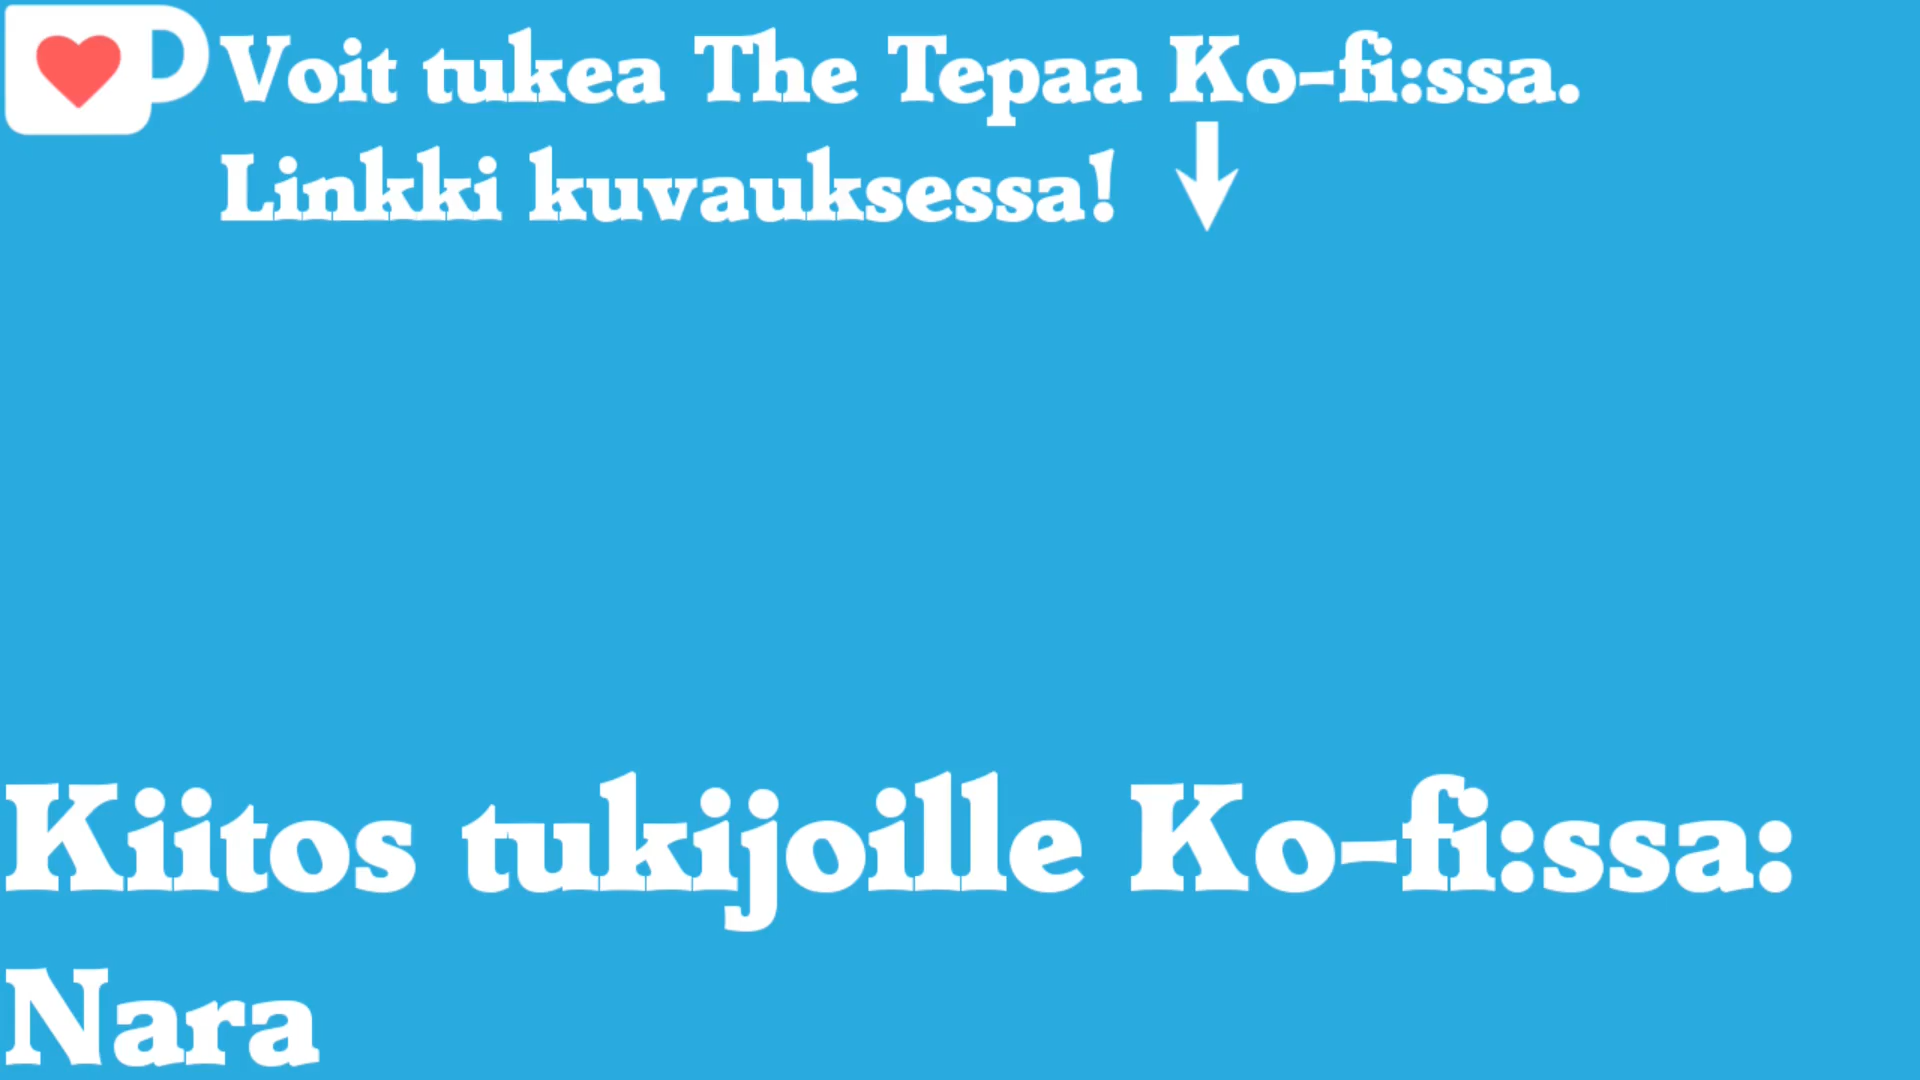 Voit tukea The Tepaa Ko-fi:ssa.
Linkki kuvauksessa!
Kiitos tukijoille Ko-fi:ssa:
Nara